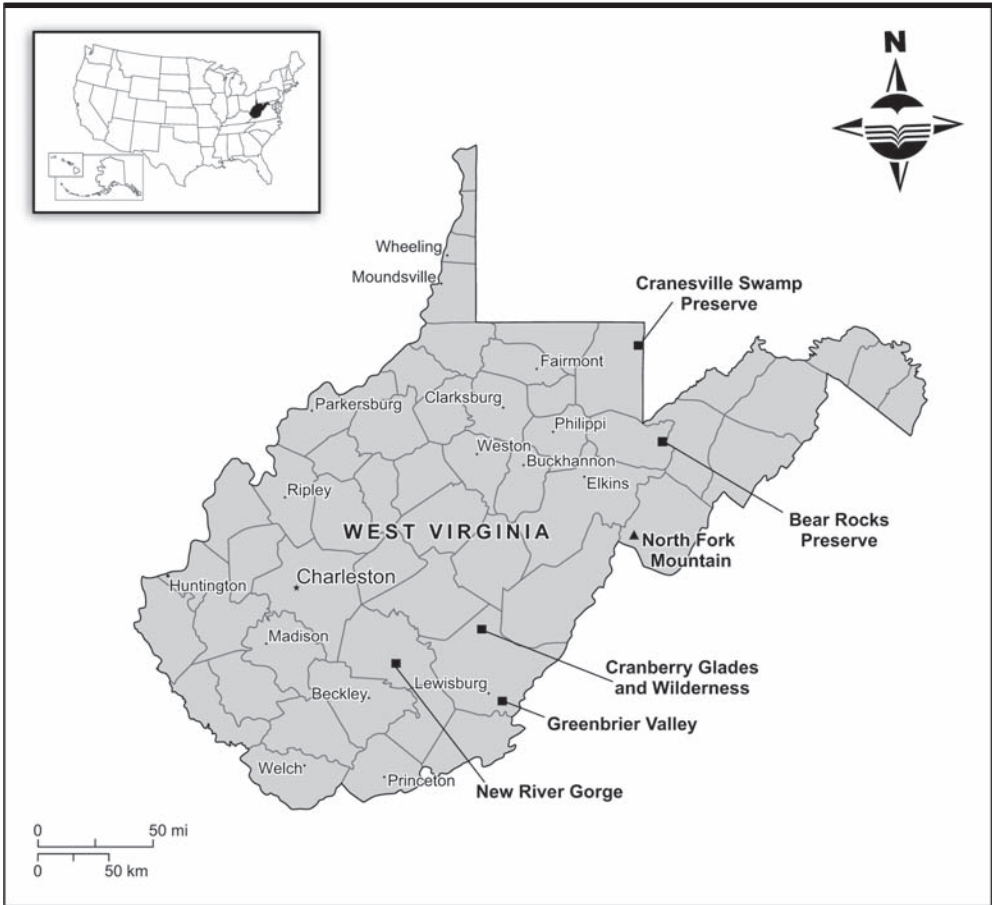 N
Wheeling
Moundsville
Cranesville Swamp
Preserve
Fairmont
Parkersburg
Clarksburg
Philippi
Weston
Buckhannon
Elkins
Ripley
Bear Rocks
Preserve
WEST VIRGINIA
North Fork
Mountain
Charleston
Huntington
Madison
Cranberry Glades
and Wilderness
Beckley
Lewisburg
Greenbrier Valley
Welch
Princeton
New River Gorge
0 50 mi
0 50 km